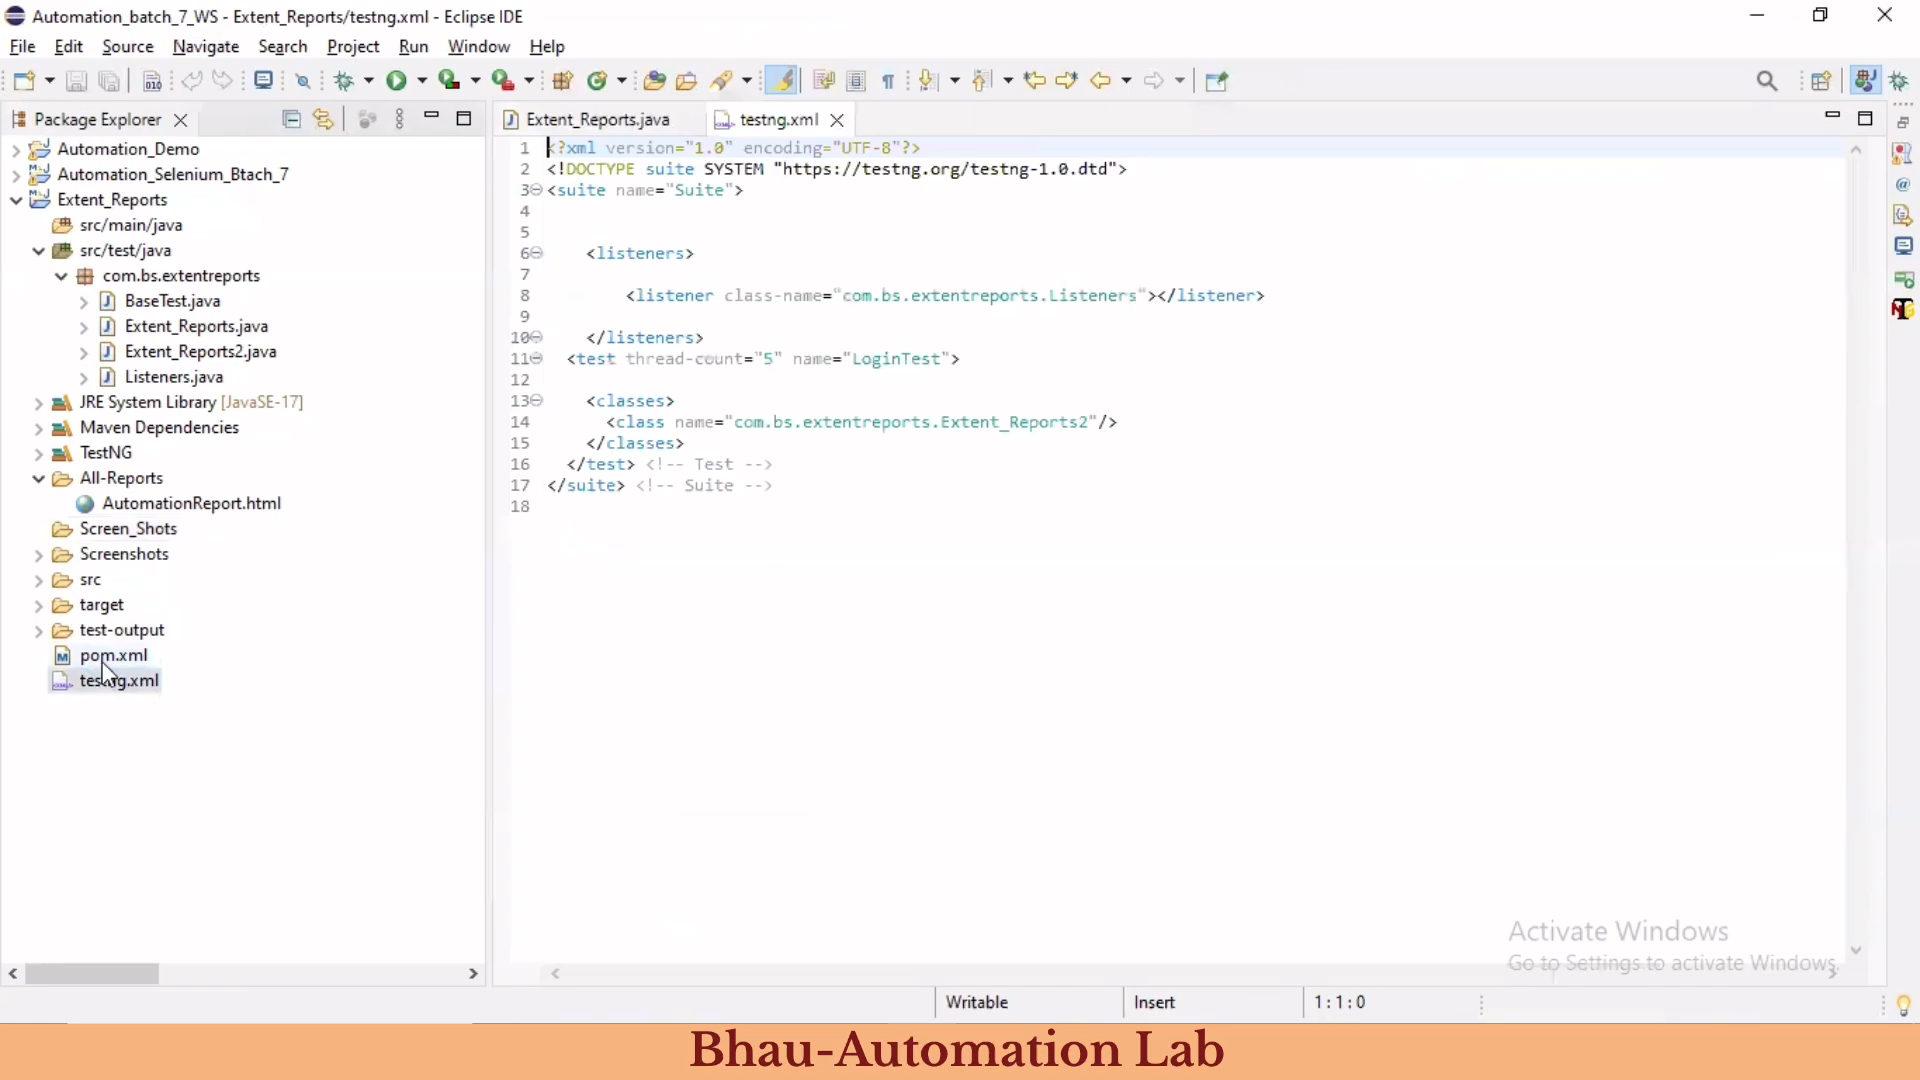 Automation_batch_7_WS - Extent_Reports/testng.xml - Eclipse IDE
File Edit Source Navigate Search Project Run Window Help
Package Explorer
Automation_Demo
Automation_Selenium_Btach_7
Extent_Reports
src/main/java
src/test/java
com.bs.extentreports
BaseTest.java
Extent_Reports.java
Extent_Reports2.java
Listeners.java
JRE System Library [JavaSE-17]
Maven Dependencies
TestNG
All-Reports
AutomationReport.html
Screen_Shots
Screenshots
src
target
test-output
pom.xml
testng.xml
Extent_Reports.java testng.xml
1 <?xml version="1.0" encoding="UTF-8"?>
2 <!DOCTYPE suite SYSTEM "https://testng.org/testng-1.0.dtd">
3 <suite name="Suite">
4
5
6 <listeners>
7
8 <listener class-name="com.bs.extentreports.Listeners"></listener>
9
10 </listeners>
11 <test thread-count="5" name="LoginTest">
12
13 <classes>
14 <class name="com.bs.extentreports.Extent_Reports2"/>
15 </classes>
16 </test> <!-- Test -->
17 </suite> <!-- Suite -->
18
Activate Windows
Go to Settings to activate Windows.
Writable Insert 1:1:0
Bhau-Automation Lab